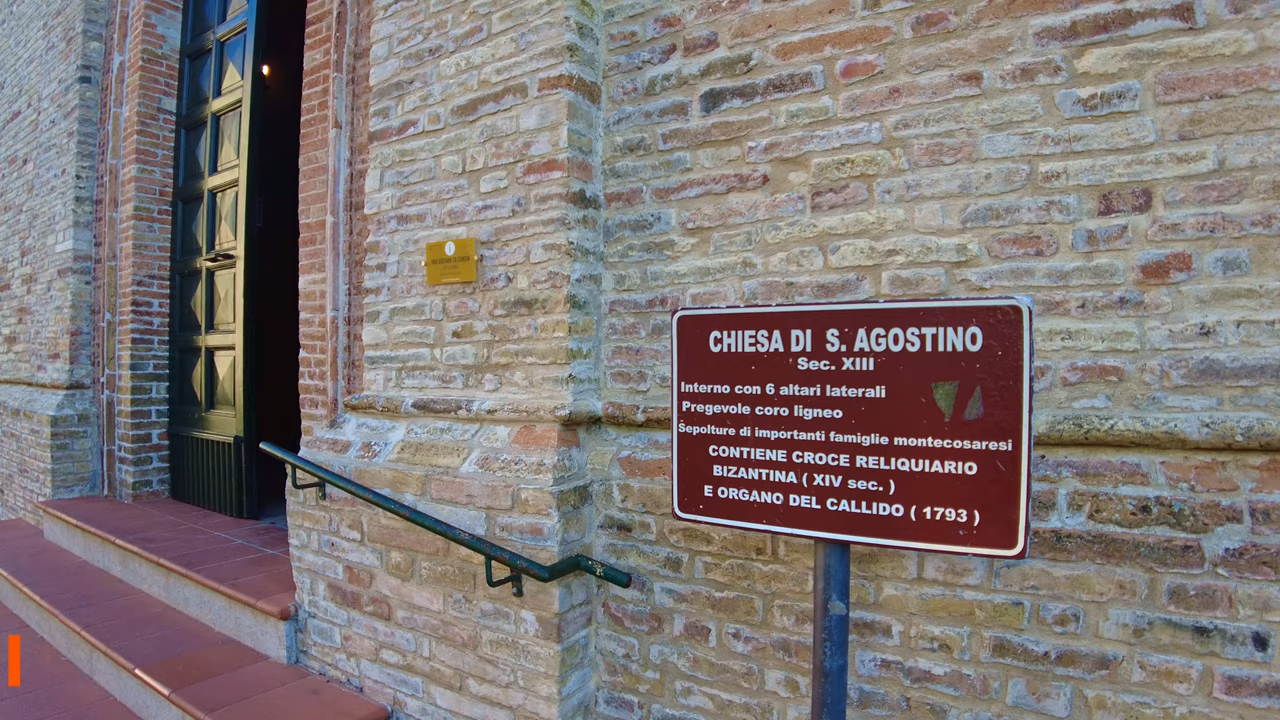 CHIESA DI S. AGOSTINO
Sec. XIII
Interno con 6 altari laterali
Pregevole coro ligneo
Sepolture di importanti famiglie montecosaresi
CONTIENE CROCE RELIQUIARIO
BIZANTINA ( XIV sec. )
E ORGANO DEL CALLIDO ( 1793 )